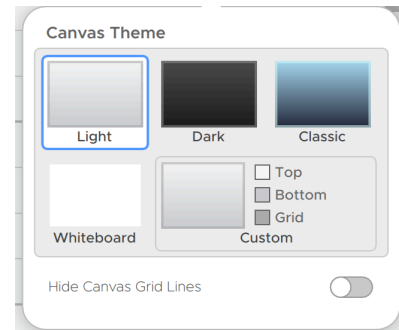 Canvas Theme
Light
Dark
Classic
Whiteboard
Top
Bottom
Grid
Custom
Hide Canvas Grid Lines